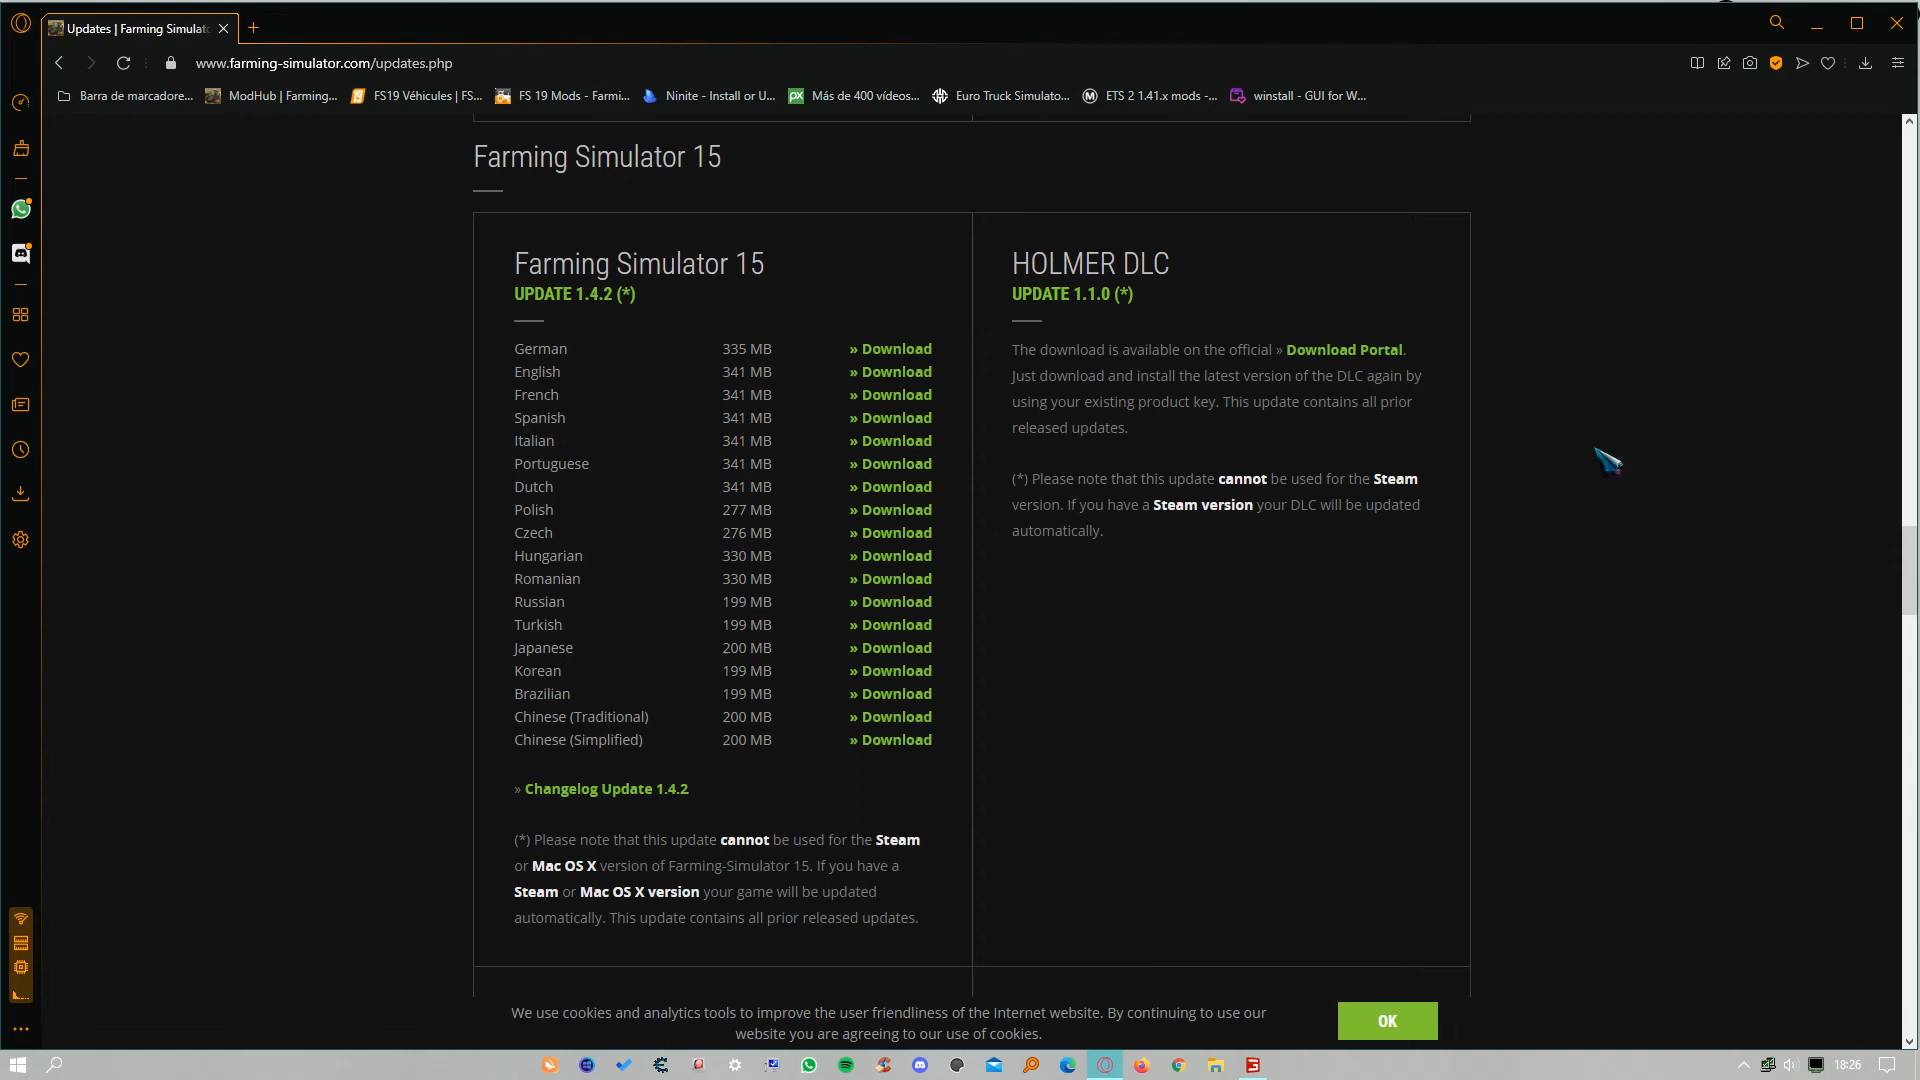 Updates | Farming Simulato
www.farming-simulator.com/updates.php
Barra de marcadore...
ModHub | Farming...
FS19 Véhicules | FS...
FS 19 Mods - Farmi...
Ninite - Install or U...
Más de 400 vídeos...
Euro Truck Simulato...
ETS 2 1.41.x mods -...
winstall - GUI for W...
Farming Simulator 15
Farming Simulator 15
UPDATE 1.4.2 (*)
German 335 MB » Download
English 341 MB » Download
French 341 MB » Download
Spanish 341 MB » Download
Italian 341 MB » Download
Portuguese 341 MB » Download
Dutch 341 MB » Download
Polish 277 MB » Download
Czech 276 MB » Download
Hungarian 330 MB » Download
Romanian 330 MB » Download
Russian 199 MB » Download
Turkish 199 MB » Download
Japanese 200 MB » Download
Korean 199 MB » Download
Brazilian 199 MB » Download
Chinese (Traditional) 200 MB » Download
Chinese (Simplified) 200 MB » Download
» Changelog Update 1.4.2
(*) Please note that this update cannot be used for the Steam
or Mac OS X version of Farming-Simulator 15. If you have a
Steam or Mac OS X version your game will be updated
automatically. This update contains all prior released updates.
HOLMER DLC
UPDATE 1.1.0 (*)
The download is available on the official » Download Portal.
Just download and install the latest version of the DLC again by
using your existing product key. This update contains all prior
released updates.
(*) Please note that this update cannot be used for the Steam
version. If you have a Steam version your DLC will be updated
automatically.
We use cookies and analytics tools to improve the user friendliness of the Internet website. By continuing to use our
website you are agreeing to our use of cookies.
OK
18:26